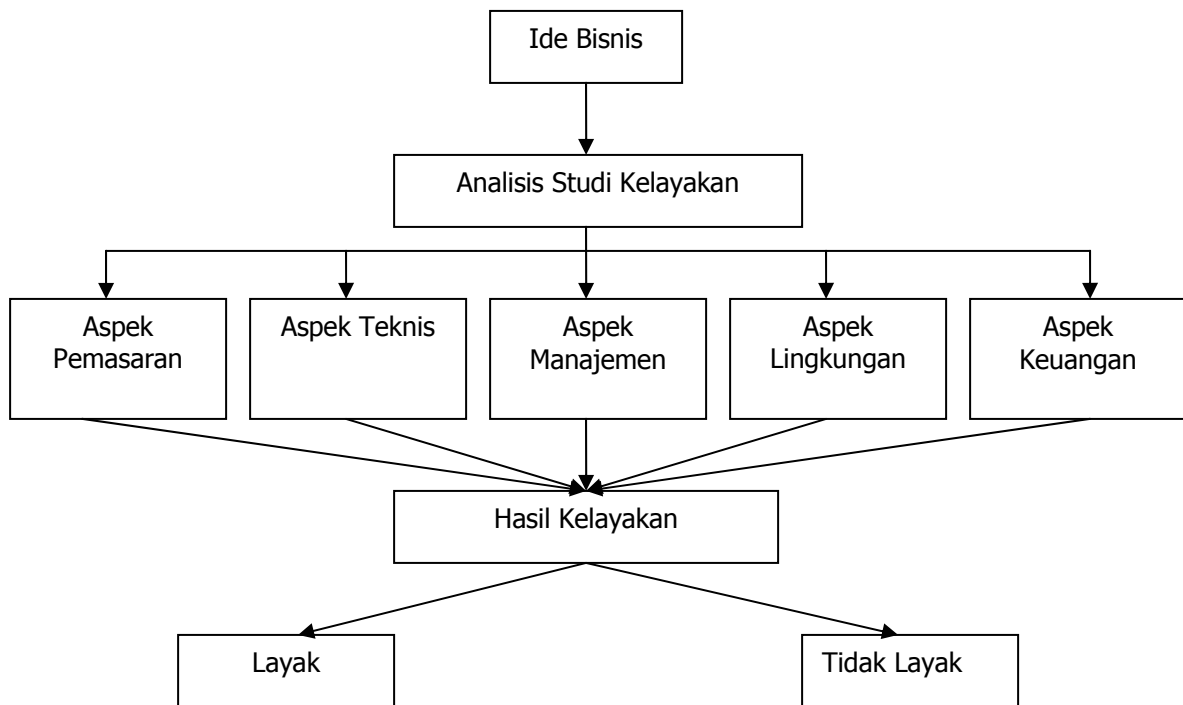 Ide Bisnis
Analisis Studi Kelayakan
Aspek
Pemasaran
Aspek Teknis
Aspek
Manajemen
Aspek
Lingkungan
Aspek
Keuangan
Hasil Kelayakan
Layak
Tidak Layak